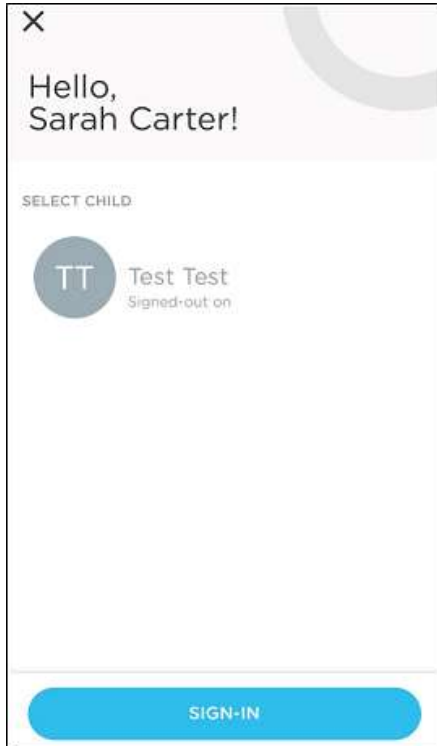 Hello,
Sarah Carter!
SELECT CHILD
TT
Test Test
Signed-out on
SIGN-IN